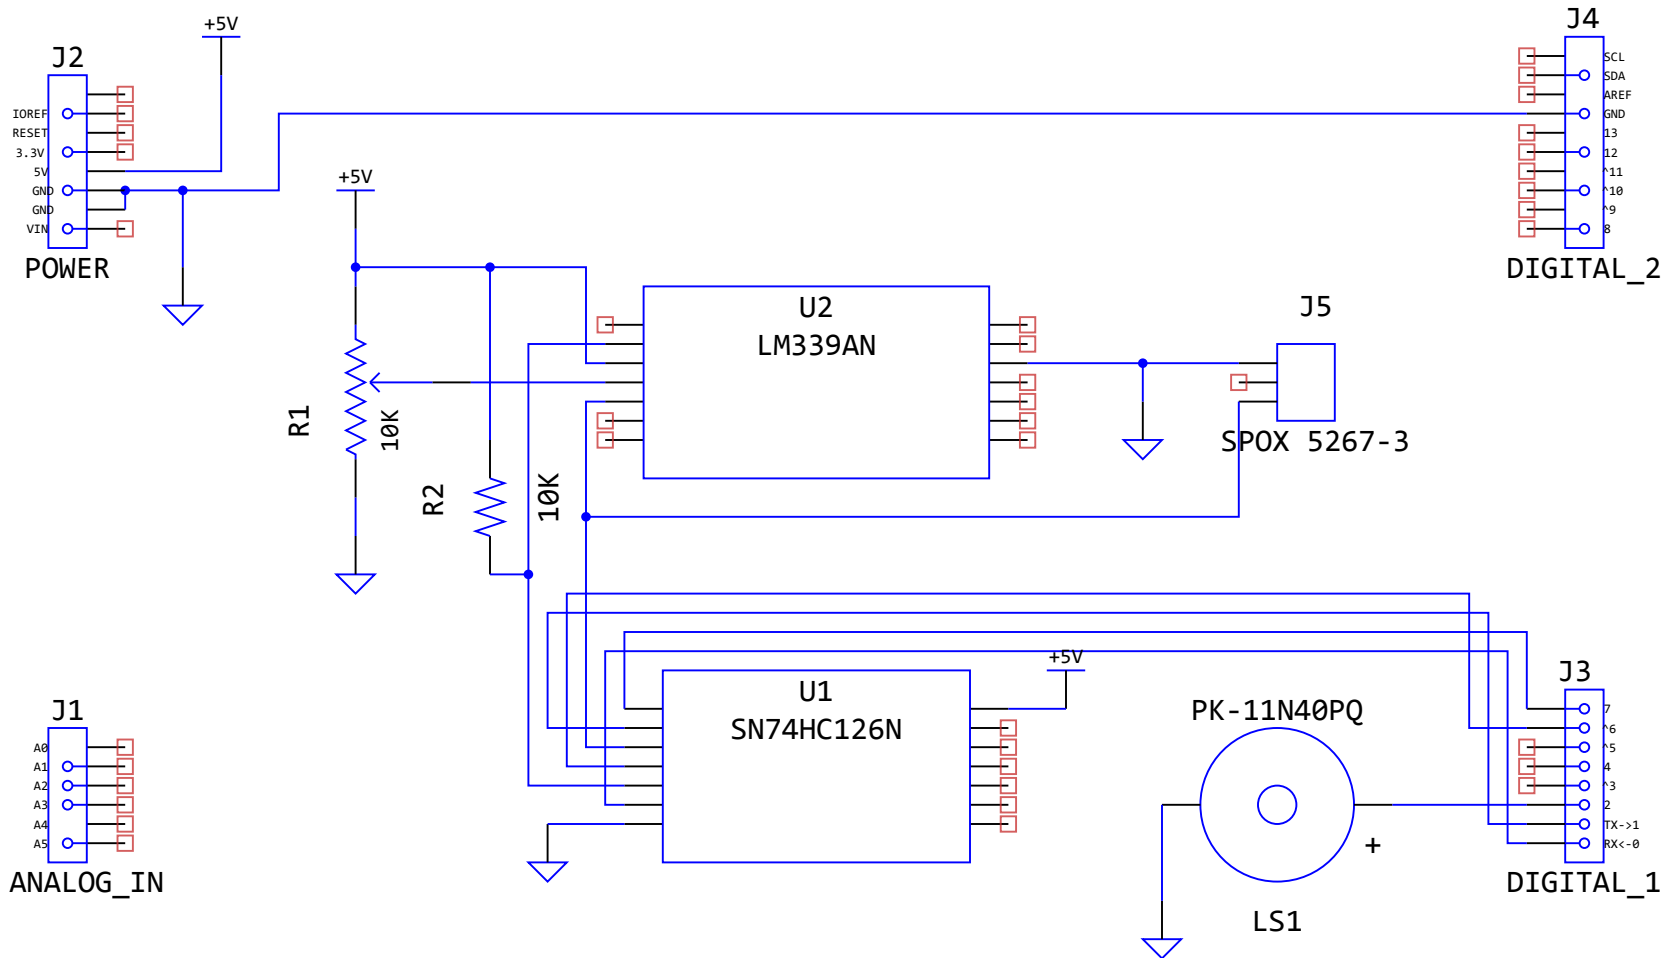 +5V
J2
IOREF
RESET
3.3V
5V
GND
GND
VIN
POWER
J4
SCL
SDA
AREF
GND
13
12
^11
^10
^9
8
DIGITAL_2
+5V
R1
10K
R2
10K
U2
LM339AN
J5
SPOX 5267-3
+5V
U1
SN74HC126N
J1
A0
A1
A2
A3
A4
A5
ANALOG_IN
PK-11N40PQ
+
LS1
J3
7
^6
^5
4
^3
2
TX->1
RX<-0
DIGITAL_1